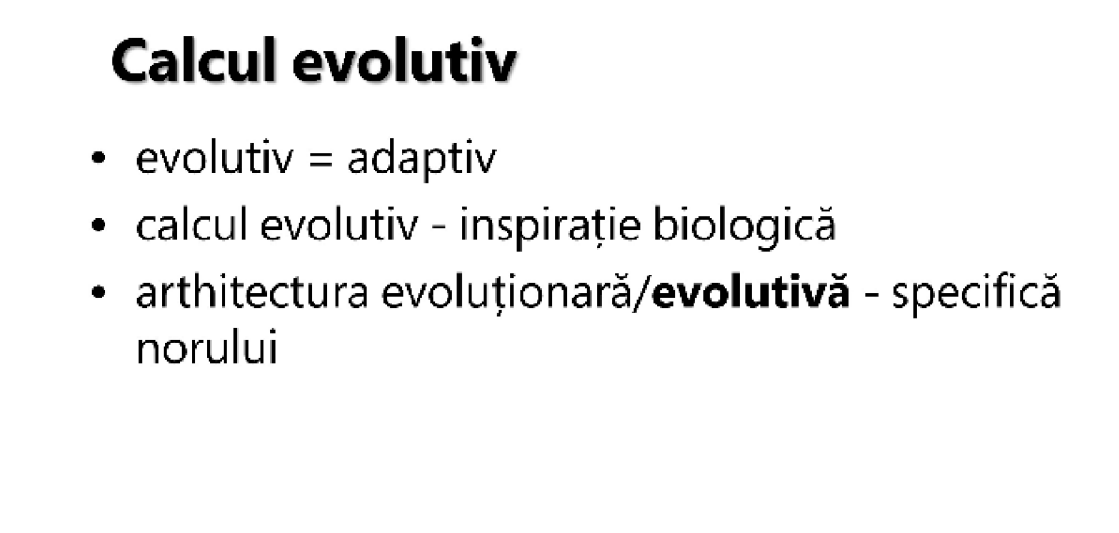 Calcul evolutiv
• evolutiv = adaptiv
• calcul evolutiv - inspirație biologică
• arthitectura evoluționară/evolutivă - specifică
norului